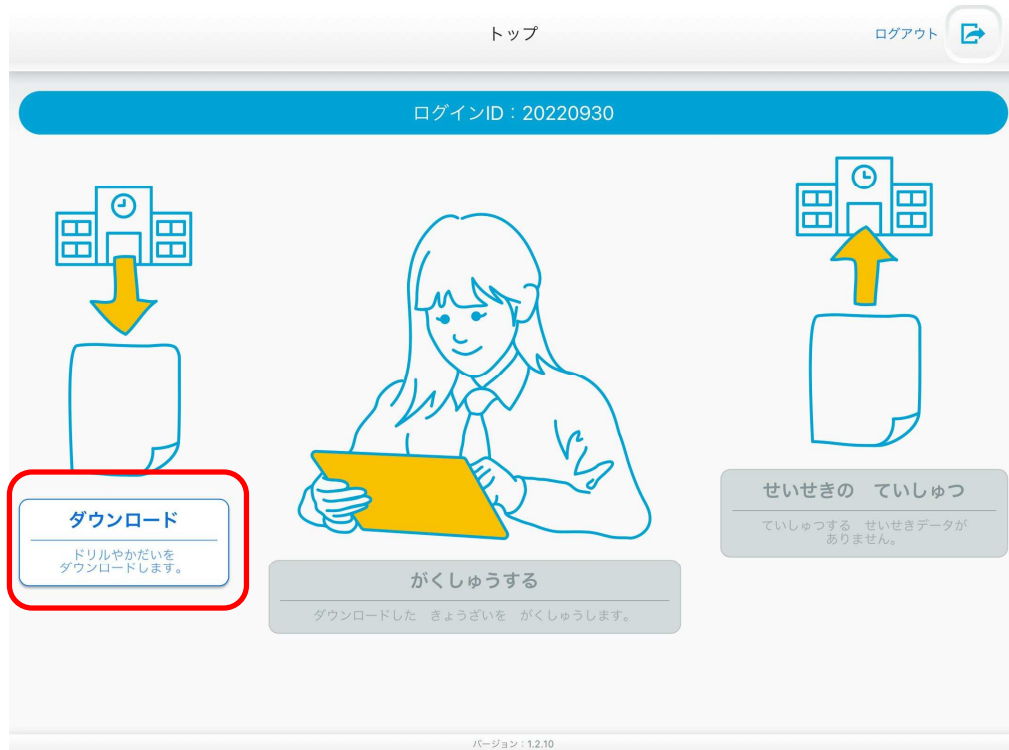 トップ
ログアウト
ログインID：20220930
ダウンロード
ドリルやかだいを
ダウンロードします。
がくしゅうする
ダウンロードした　きょうざいを　がくしゅうします。
せいせきの　ていしゅつ
ていしゅつする　せいせきデータが
ありません。
バージョン：1.2.10